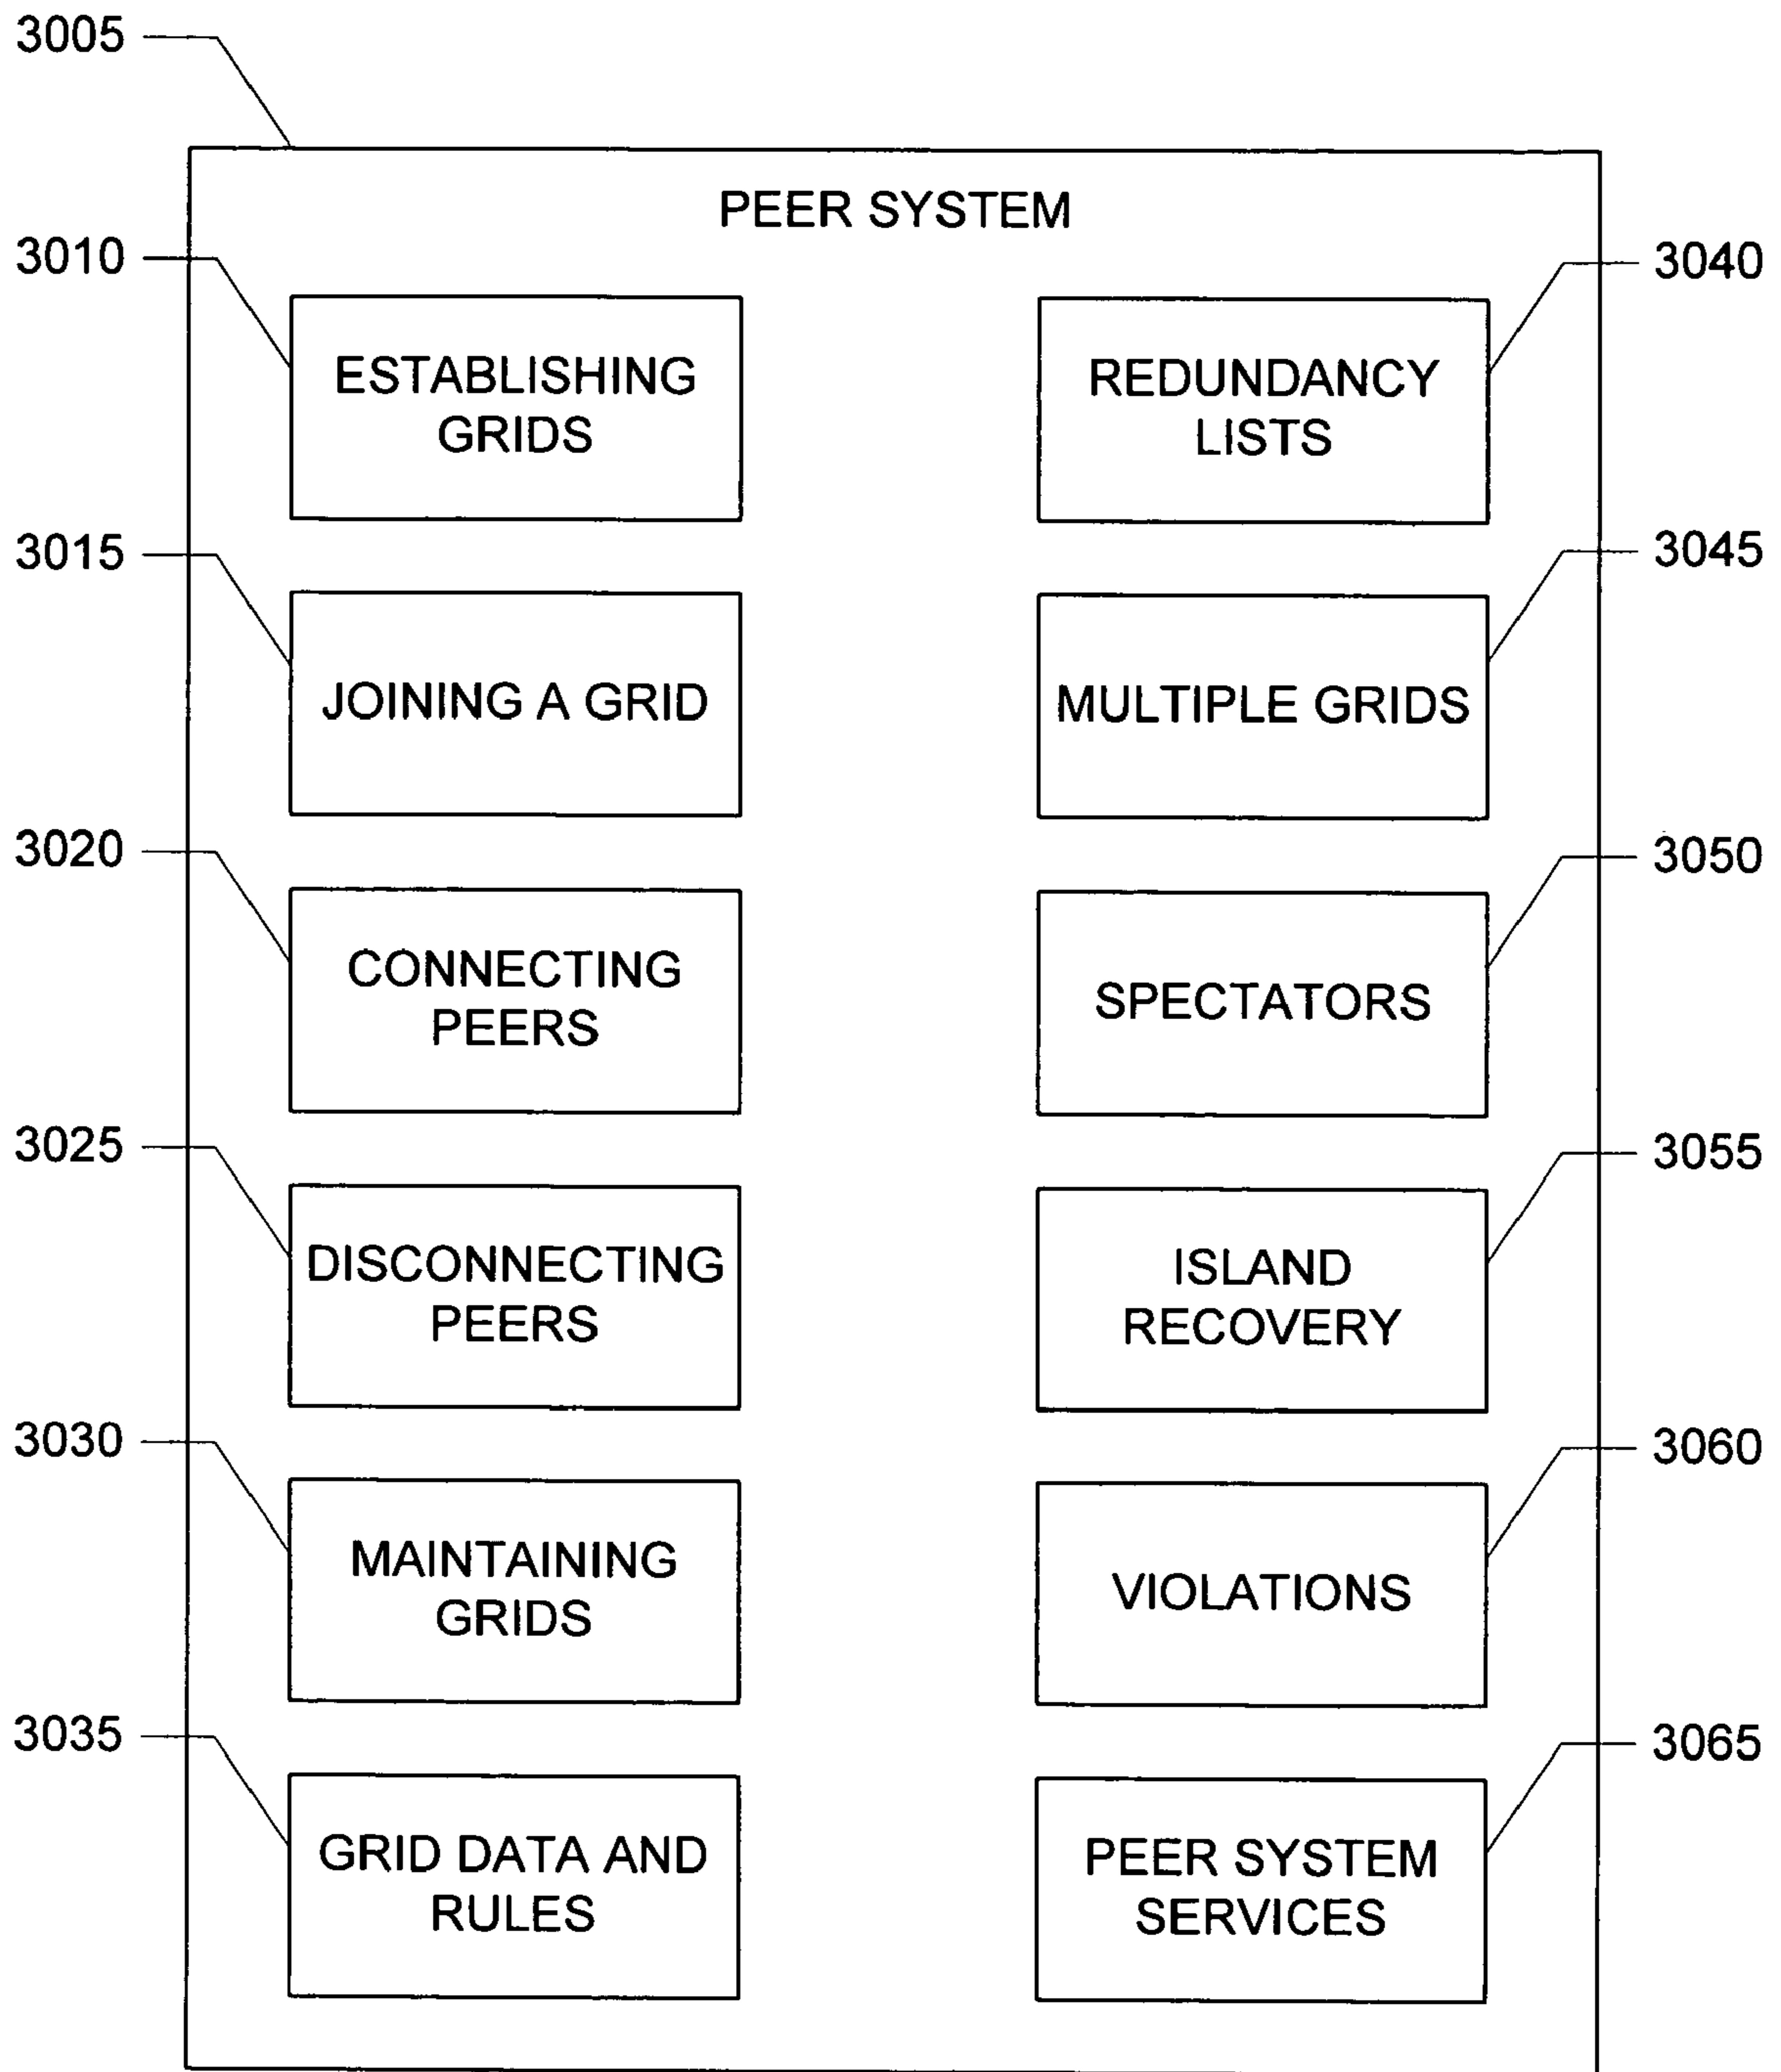 3005
PEER SYSTEM
3010
ESTABLISHING
GRIDS
3040
REDUNDANCY
LISTS
3015
JOINING A GRID
3045
MULTIPLE GRIDS
3020
CONNECTING
PEERS
3050
SPECTATORS
3025
DISCONNECTING
PEERS
3055
ISLAND
RECOVERY
3030
MAINTAINING
GRIDS
3060
VIOLATIONS
3035
GRID DATA AND
RULES
3065
PEER SYSTEM
SERVICES